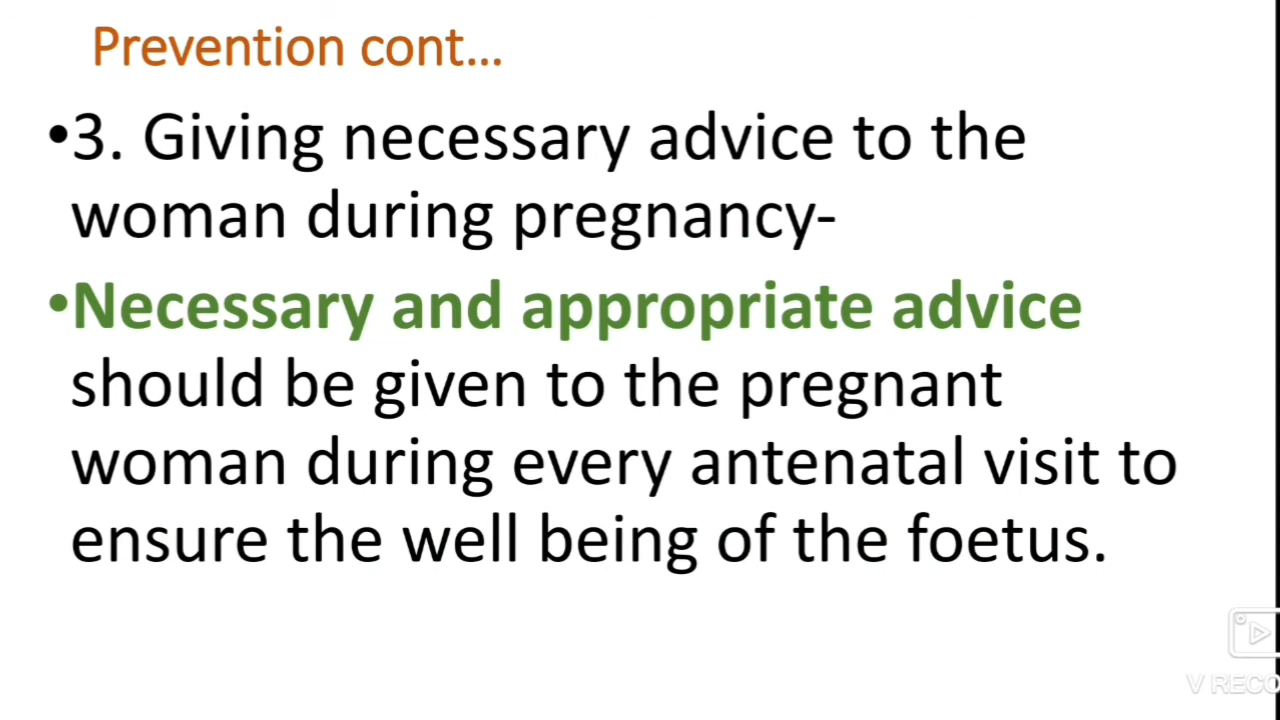 Prevention cont...
•3. Giving necessary advice to the
woman during pregnancy-
•Necessary and appropriate advice
should be given to the pregnant
woman during every antenatal visit to
ensure the well being of the foetus.
V RECO